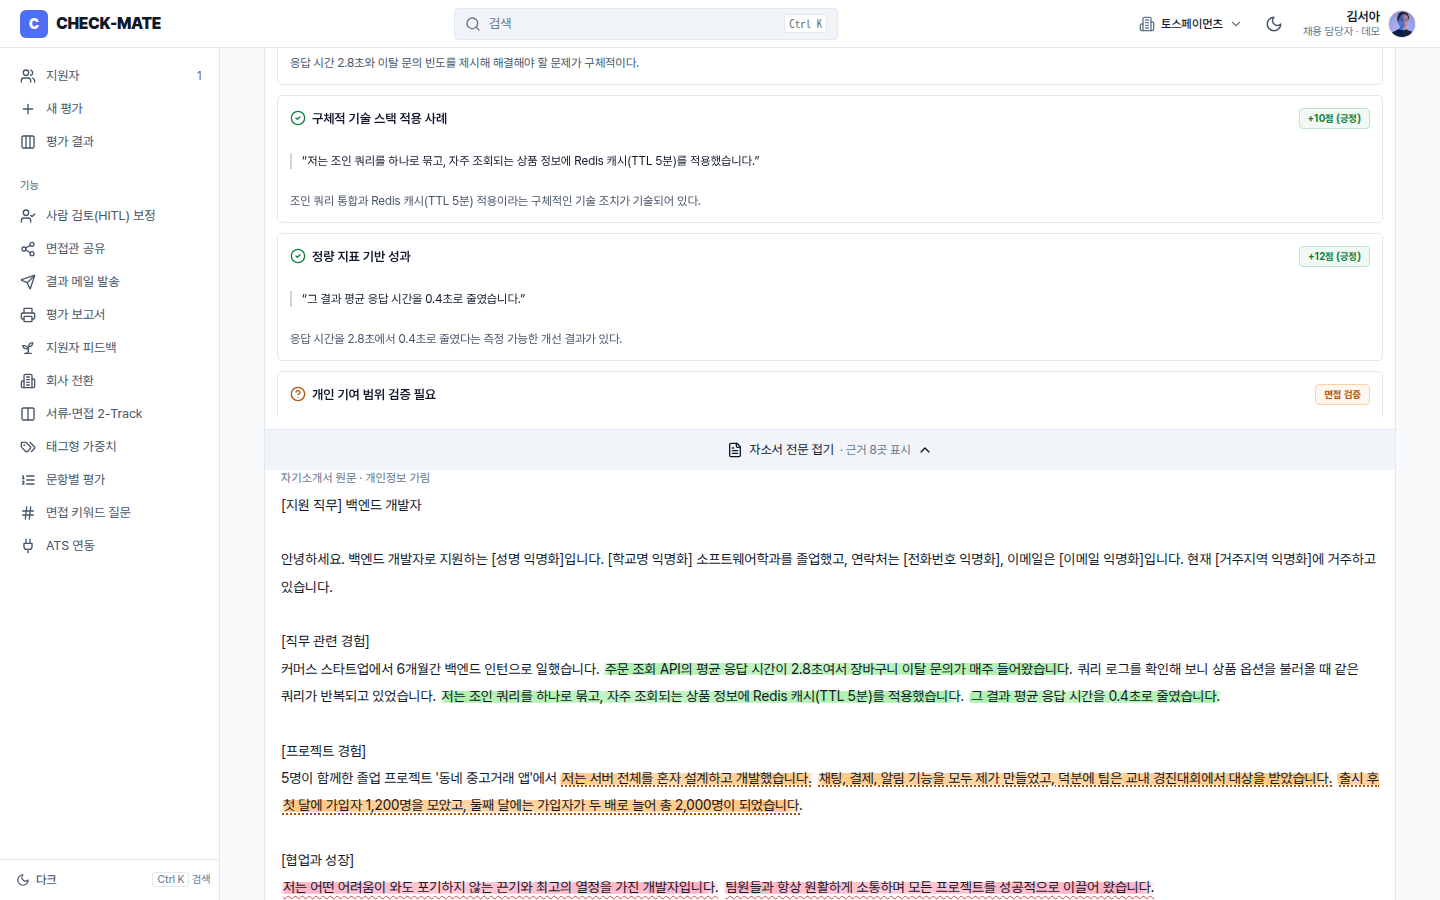 C CHECK-MATE
검색 Ctrl K
토스페이먼츠
김서아
채용 담당자 · 데모
지원자 1
새 평가
평가 결과
기능
사람 검토(HITL) 보정
면접관 공유
결과 메일 발송
평가 보고서
지원자 피드백
회사 전환
서류·면접 2-Track
태그형 가중치
문항별 평가
면접 키워드 질문
ATS 연동
다크 Ctrl K 검색
응답 시간 2.8초와 이탈 문의 빈도를 제시해 해결해야 할 문제가 구체적이다.
구체적 기술 스택 적용 사례 +10점 (긍정)
“저는 조인 쿼리를 하나로 묶고, 자주 조회되는 상품 정보에 Redis 캐시(TTL 5분)를 적용했습니다.”
조인 쿼리 통합과 Redis 캐시(TTL 5분) 적용이라는 구체적인 기술 조치가 기술되어 있다.
정량 지표 기반 성과 +12점 (긍정)
“그 결과 평균 응답 시간을 0.4초로 줄였습니다.”
응답 시간을 2.8초에서 0.4초로 줄였다는 측정 가능한 개선 결과가 있다.
개인 기여 범위 검증 필요 면접 검증
자소서 전문 접기 · 근거 8곳 표시
자기소개서 원문 · 개인정보 가림
[지원 직무] 백엔드 개발자
안녕하세요. 백엔드 개발자로 지원하는 [성명 익명화]입니다. [학교명 익명화] 소프트웨어학과를 졸업했고, 연락처는 [전화번호 익명화], 이메일은 [이메일 익명화]입니다. 현재 [거주지역 익명화]에 거주하고
있습니다.
[직무 관련 경험]
커머스 스타트업에서 6개월간 백엔드 인턴으로 일했습니다. 주문 조회 API의 평균 응답 시간이 2.8초여서 장바구니 이탈 문의가 매주 들어왔습니다. 쿼리 로그를 확인해 보니 상품 옵션을 불러올 때 같은
쿼리가 반복되고 있었습니다. 저는 조인 쿼리를 하나로 묶고, 자주 조회되는 상품 정보에 Redis 캐시(TTL 5분)를 적용했습니다. 그 결과 평균 응답 시간을 0.4초로 줄였습니다.
[프로젝트 경험]
5명이 함께한 졸업 프로젝트 '동네 중고거래 앱'에서 저는 서버 전체를 혼자 설계하고 개발했습니다. 채팅, 결제, 알림 기능을 모두 제가 만들었고, 덕분에 팀은 교내 경진대회에서 대상을 받았습니다. 출시 후
첫 달에 가입자 1,200명을 모았고, 둘째 달에는 가입자가 두 배로 늘어 총 2,000명이 되었습니다.
[협업과 성장]
저는 어떤 어려움이 와도 포기하지 않는 끈기와 최고의 열정을 가진 개발자입니다. 팀원들과 항상 원활하게 소통하며 모든 프로젝트를 성공적으로 이끌어 왔습니다.